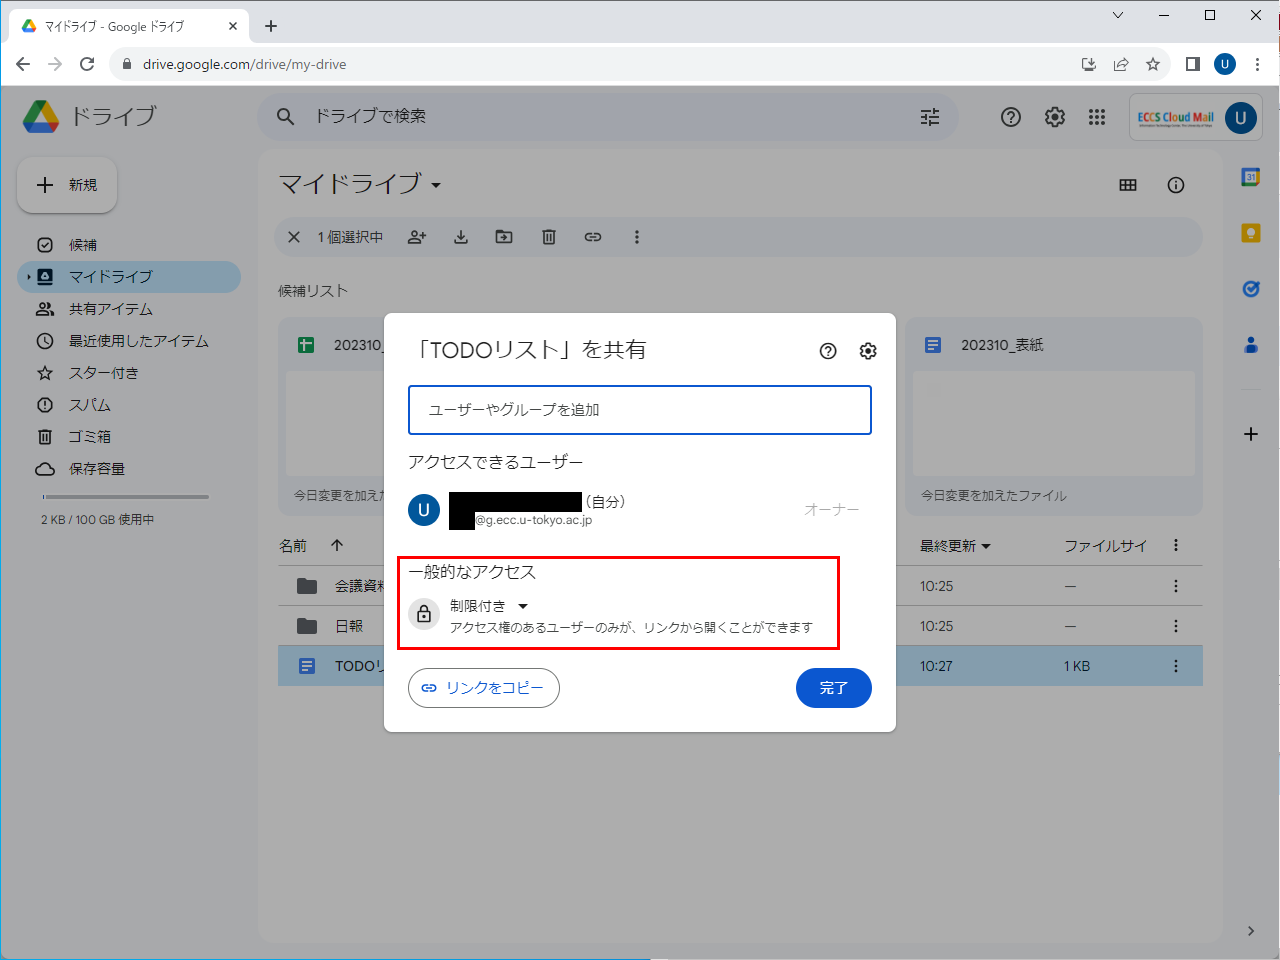 マイドライブ - Google ドライブ
drive.google.com/drive/my-drive
U
ドライブ
ドライブで検索
ECCS Cloud Mail
U
新規
マイドライブ
31
1 個選択中
候補
マイドライブ
共有アイテム
最近使用したアイテム
スター付き
スパム
ゴミ箱
保存容量
2 KB / 100 GB 使用中
候補リスト
202310_
202310_表紙
今日変更を加えた
今日変更を加えたファイル
名前
最終更新
ファイルサイ
会議資料
10:25
—
日報
10:25
—
TODOリ
10:27
1 KB
「TODOリスト」を共有
ユーザーやグループを追加
アクセスできるユーザー
U
（自分）
@g.ecc.u-tokyo.ac.jp
オーナー
一般的なアクセス
制限付き
アクセス権のあるユーザーのみが、リンクから開くことができます
リンクをコピー
完了